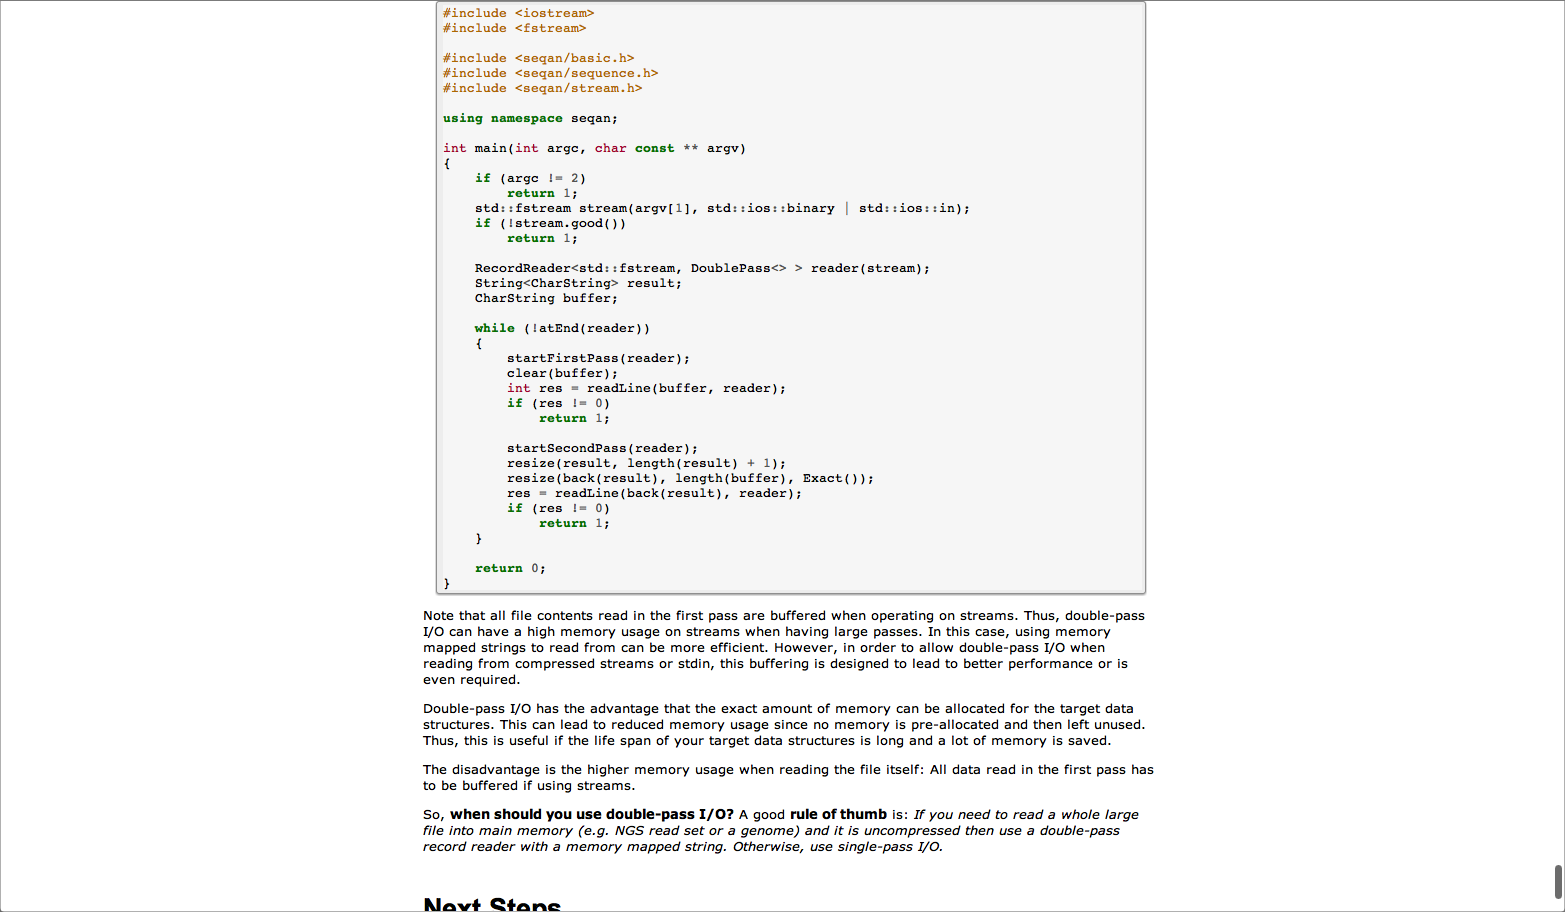 #include <iostream>
#include <fstream>
#include <seqan/basic.h>
#include <seqan/sequence.h>
#include <seqan/stream.h>
using namespace seqan;
int main(int argc, char const ** argv)
{
    if (argc != 2)
        return 1;
    std::fstream stream(argv[1], std::ios::binary | std::ios::in);
    if (!stream.good())
        return 1;
    RecordReader<std::fstream, DoublePass<> > reader(stream);
    String<CharString> result;
    CharString buffer;
    while (!atEnd(reader))
    {
        startFirstPass(reader);
        clear(buffer);
        int res = readLine(buffer, reader);
        if (res != 0)
            return 1;
        startSecondPass(reader);
        resize(result, length(result) + 1);
        resize(back(result), length(buffer), Exact());
        res = readLine(back(result), reader);
        if (res != 0)
            return 1;
    }
    return 0;
}
Note that all file contents read in the first pass are buffered when operating on streams. Thus, double-pass
I/O can have a high memory usage on streams when having large passes. In this case, using memory
mapped strings to read from can be more efficient. However, in order to allow double-pass I/O when
reading from compressed streams or stdin, this buffering is designed to lead to better performance or is
even required.
Double-pass I/O has the advantage that the exact amount of memory can be allocated for the target data
structures. This can lead to reduced memory usage since no memory is pre-allocated and then left unused.
Thus, this is useful if the life span of your target data structures is long and a lot of memory is saved.
The disadvantage is the higher memory usage when reading the file itself: All data read in the first pass has
to be buffered if using streams.
So, when should you use double-pass I/O? A good rule of thumb is: If you need to read a whole large
file into main memory (e.g. NGS read set or a genome) and it is uncompressed then use a double-pass
record reader with a memory mapped string. Otherwise, use single-pass I/O.
Next Steps